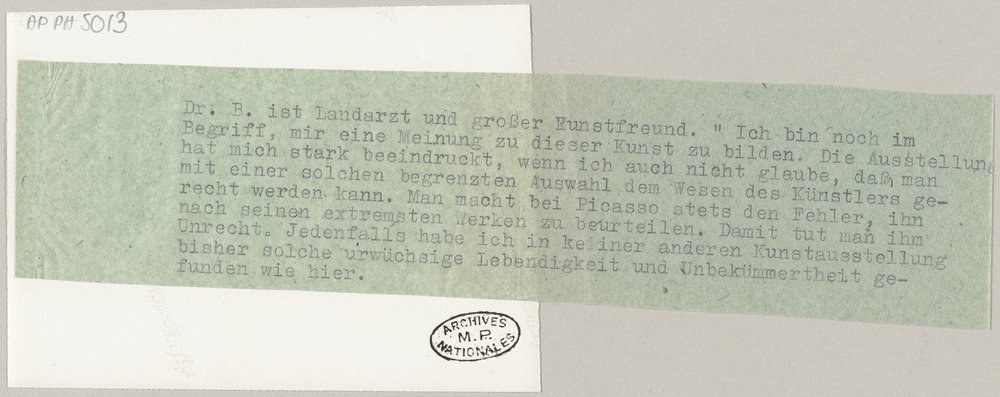 AP PH 5013
Dr. B. ist Landarzt und großer Kunstfreund. " Ich bin noch im
Begriff, mir eine Meinung zu dieser Kunst zu bilden. Die Ausstellung
hat mich stark beeindruckt, wenn ich auch nicht glaube, daß man
mit einer solchen begrenzten Auswahl dem Wesen des Künstlers ge-
recht werden kann. Man macht bei Picasso stets den Fehler, ihn
nach seinen extremsten Werken zu beurteilen. Damit tut man ihm
Unrecht. Jedenfalls habe ich in keiner anderen Kunstausstellung
bisher solche urwüchsige Lebendigkeit und Unbekümmertheit ge-
funden wie hier.
ARCHIVES
M.P.
NATIONALES